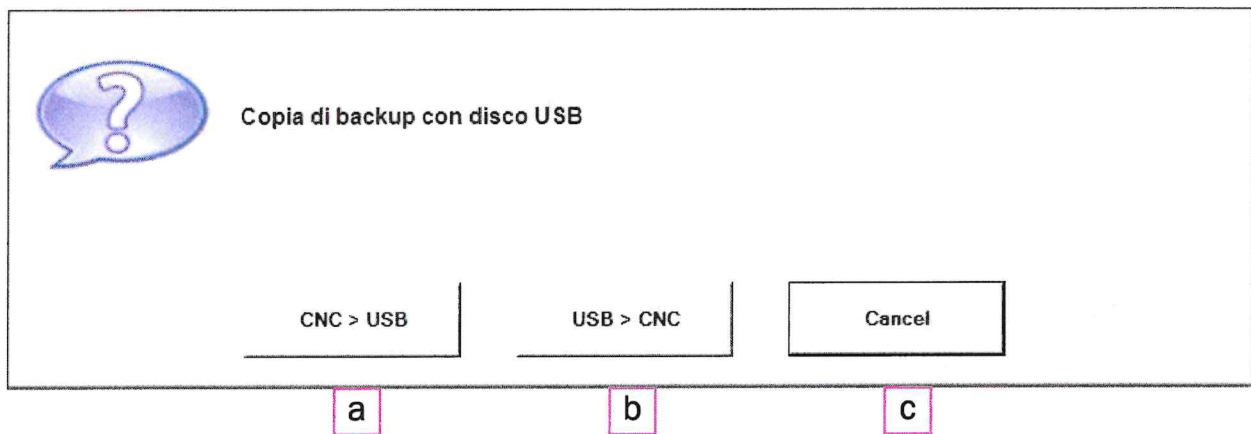 Copia di backup con disco USB
CNC > USB
USB > CNC
Cancel
a
b
c